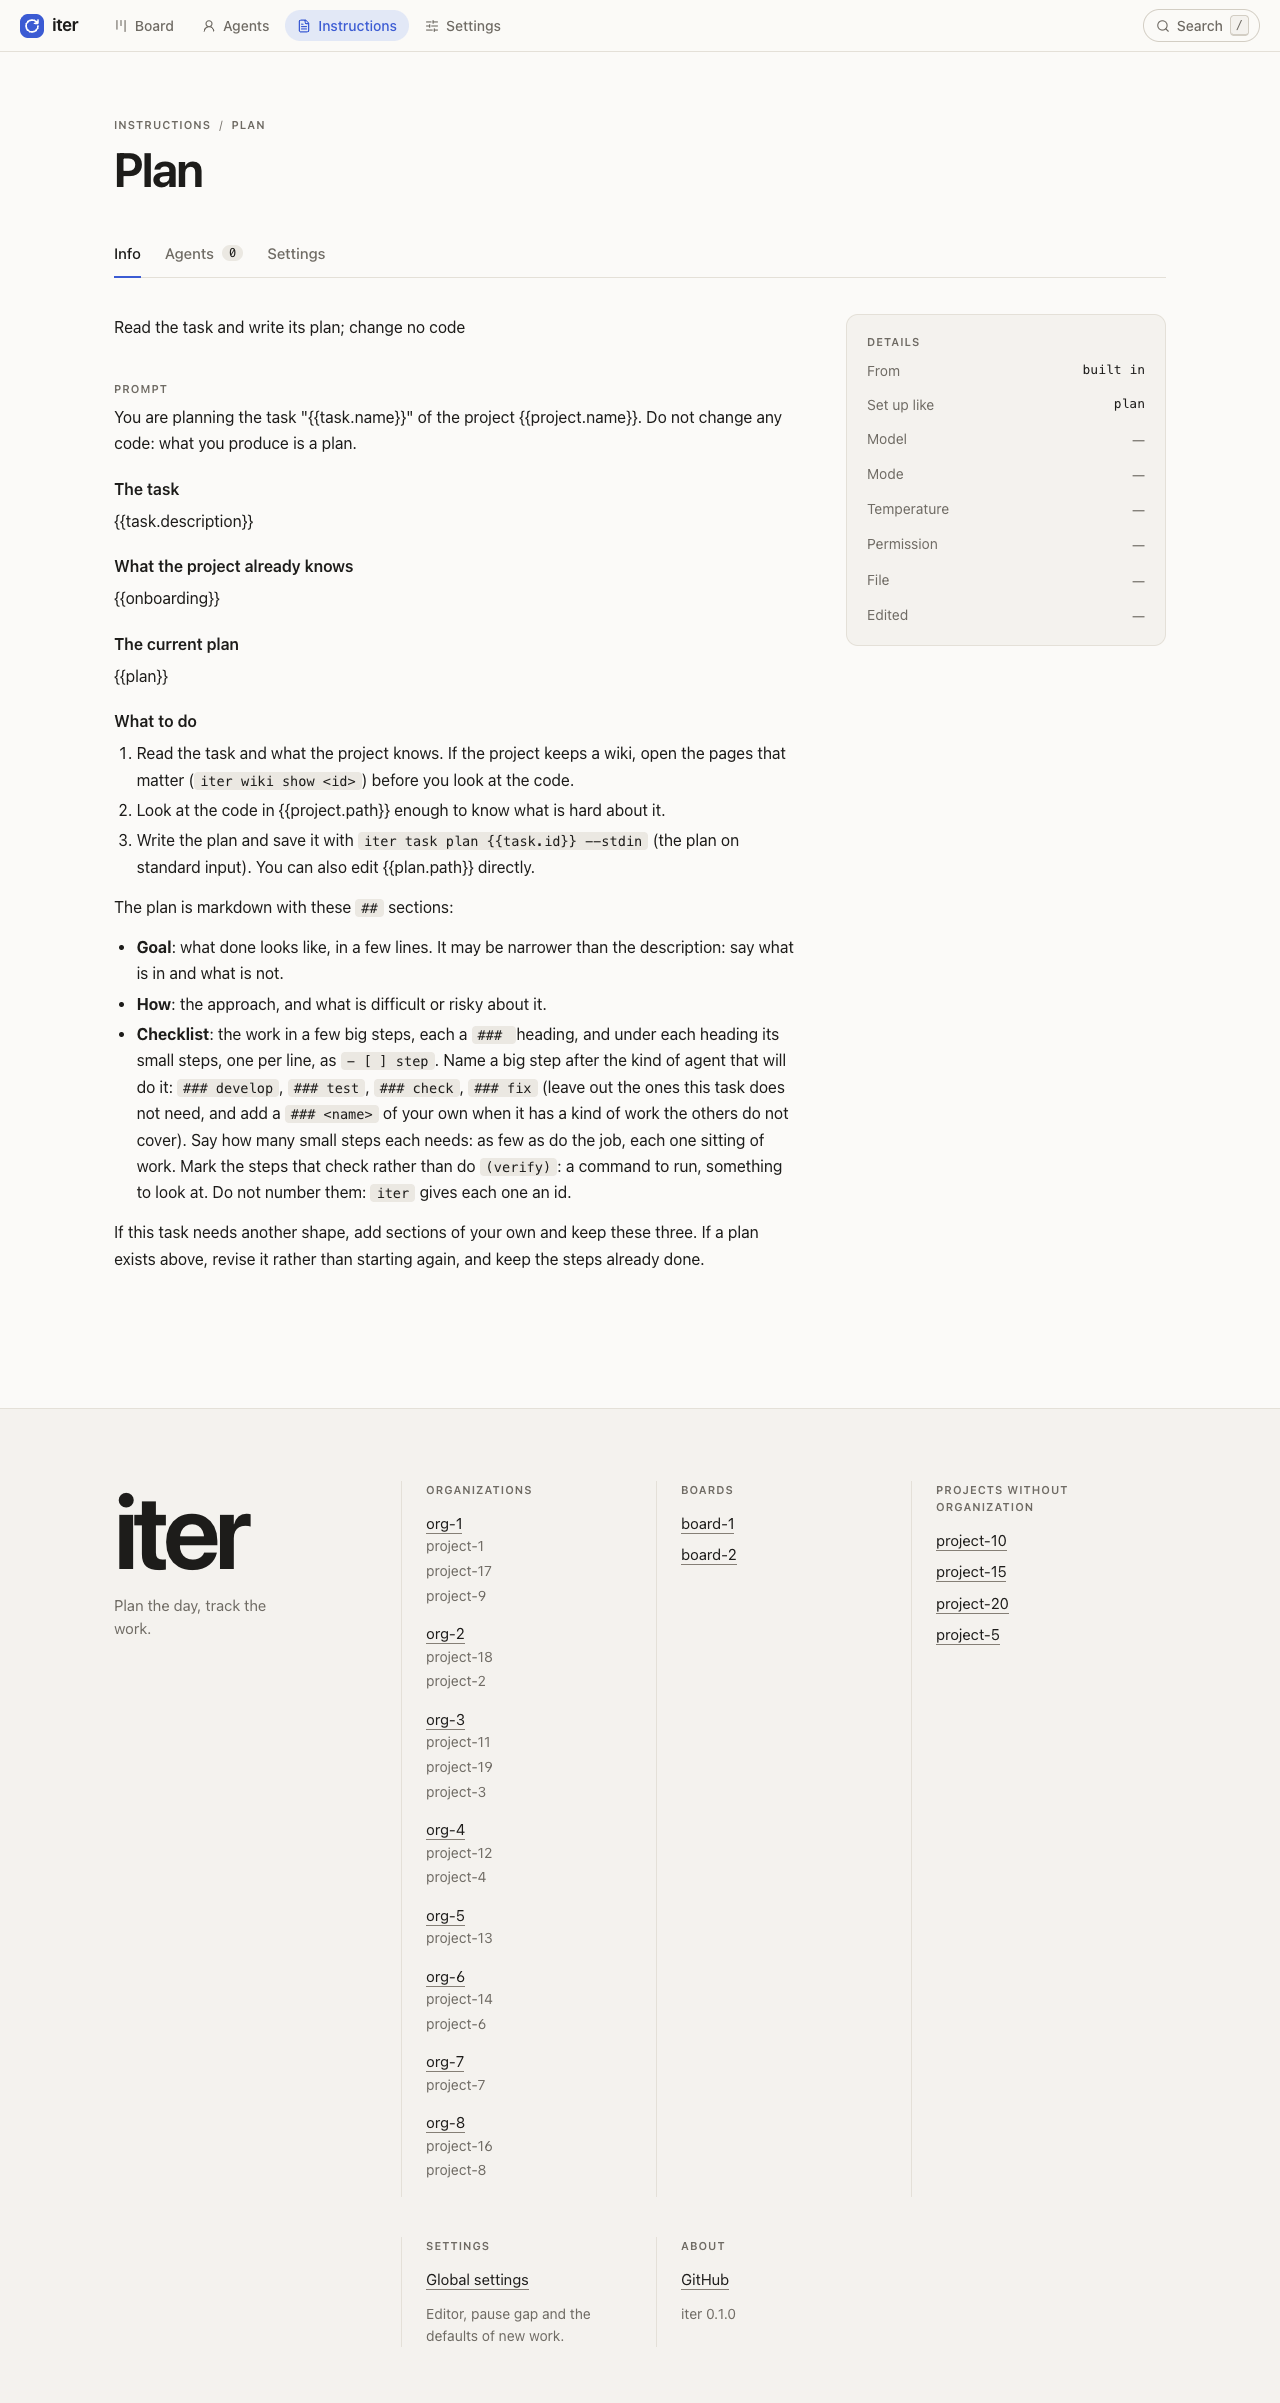 iter
Board
Agents
Instructions
Settings
Search /
INSTRUCTIONS / PLAN
Plan
Info
Agents 0
Settings
Read the task and write its plan; change no code
PROMPT
You are planning the task "{{task.name}}" of the project {{project.name}}. Do not change any
code: what you produce is a plan.
The task
{{task.description}}
What the project already knows
{{onboarding}}
The current plan
{{plan}}
What to do
1. Read the task and what the project knows. If the project keeps a wiki, open the pages that
matter (iter wiki show <id>) before you look at the code.
2. Look at the code in {{project.path}} enough to know what is hard about it.
3. Write the plan and save it with iter task plan {{task.id}} --stdin (the plan on
standard input). You can also edit {{plan.path}} directly.
The plan is markdown with these ## sections:
• Goal: what done looks like, in a few lines. It may be narrower than the description: say what
is in and what is not.
• How: the approach, and what is difficult or risky about it.
• Checklist: the work in a few big steps, each a ### heading, and under each heading its
small steps, one per line, as - [ ] step. Name a big step after the kind of agent that will
do it: ### develop, ### test, ### check, ### fix (leave out the ones this task does
not need, and add a ### <name> of your own when it has a kind of work the others do not
cover). Say how many small steps each needs: as few as do the job, each one sitting of
work. Mark the steps that check rather than do (verify): a command to run, something
to look at. Do not number them: iter gives each one an id.
If this task needs another shape, add sections of your own and keep these three. If a plan
exists above, revise it rather than starting again, and keep the steps already done.
DETAILS
From built in
Set up like plan
Model —
Mode —
Temperature —
Permission —
File —
Edited —
iter
Plan the day, track the
work.
ORGANIZATIONS
org-1
project-1
project-17
project-9
org-2
project-18
project-2
org-3
project-11
project-19
project-3
org-4
project-12
project-4
org-5
project-13
org-6
project-14
project-6
org-7
project-7
org-8
project-16
project-8
BOARDS
board-1
board-2
PROJECTS WITHOUT
ORGANIZATION
project-10
project-15
project-20
project-5
SETTINGS
Global settings
Editor, pause gap and the
defaults of new work.
ABOUT
GitHub
iter 0.1.0